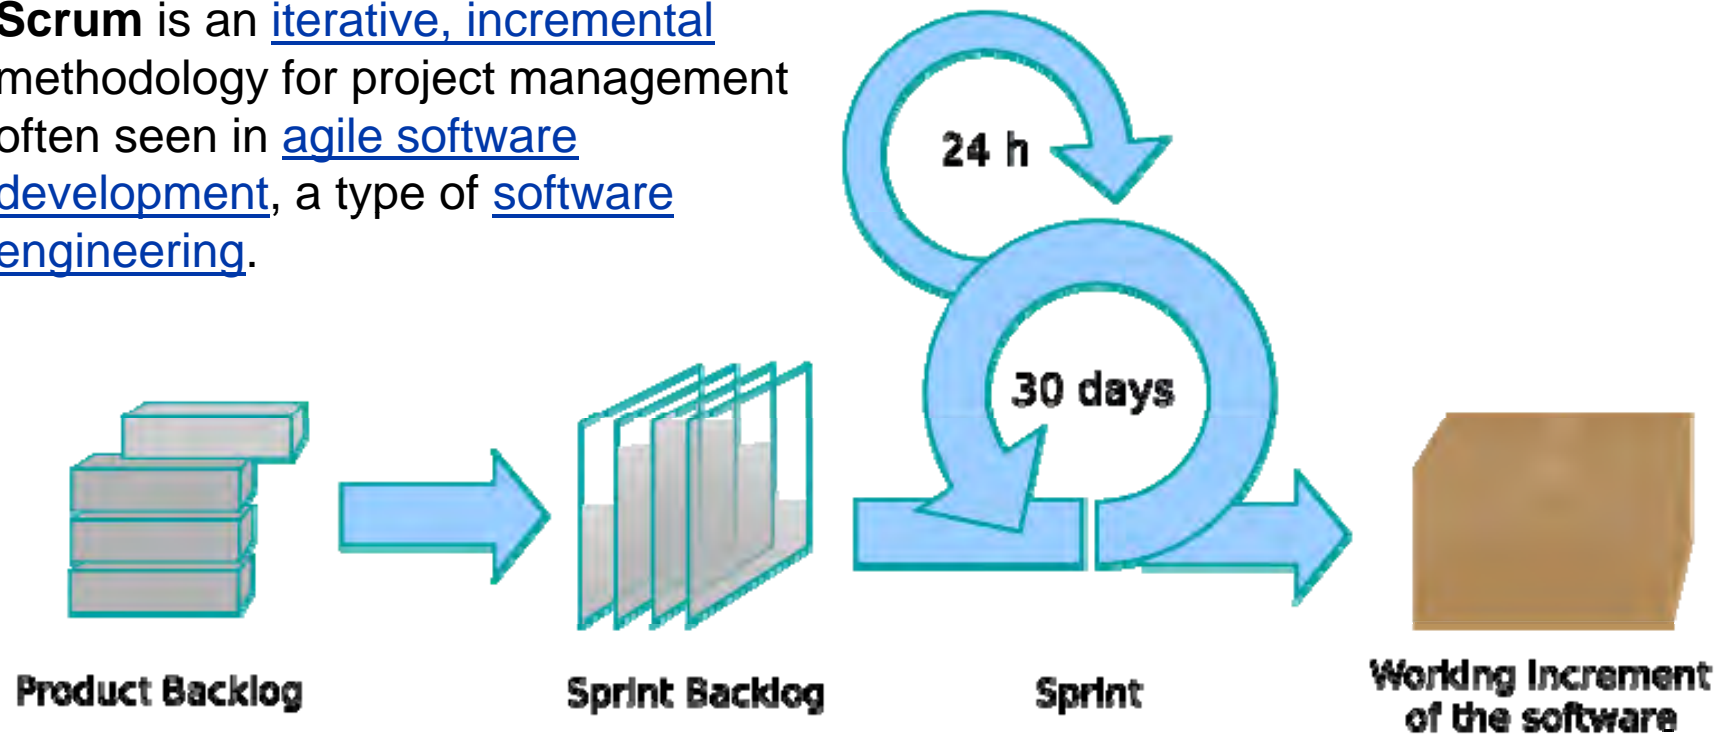 Scrum is an iterative, incremental
methodology for project management
often seen in agile software
development, a type of software
engineering.
24 h
30 days
Product Backlog
Sprint Backlog
Sprint
Working increment
of the software